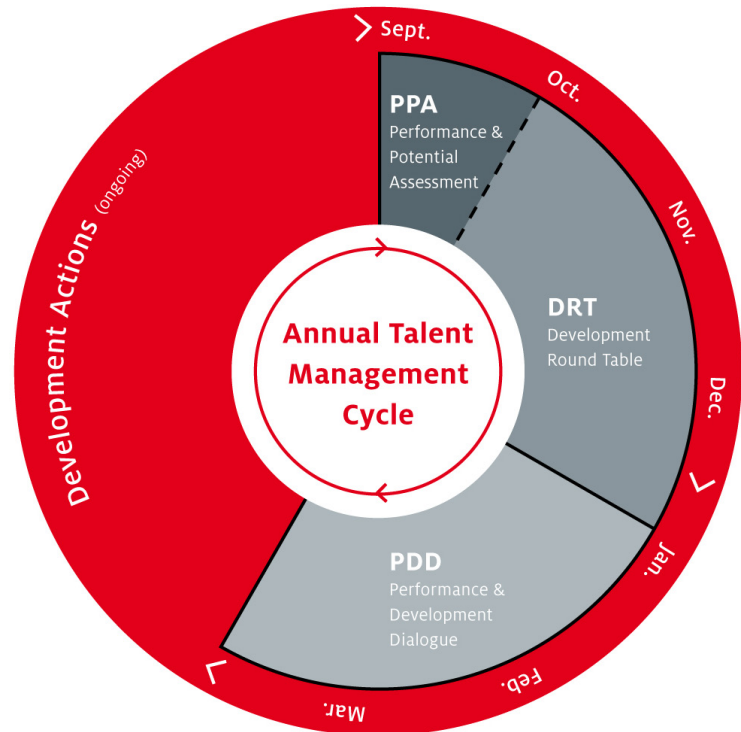 Sept.
Oct.
Nov.
Dec.
Jan.
Feb.
Mar.
Development Actions (ongoing)
PPA
Performance &
Potential
Assessment
DRT
Development
Round Table
PDD
Performance &
Development
Dialogue
Annual Talent
Management
Cycle